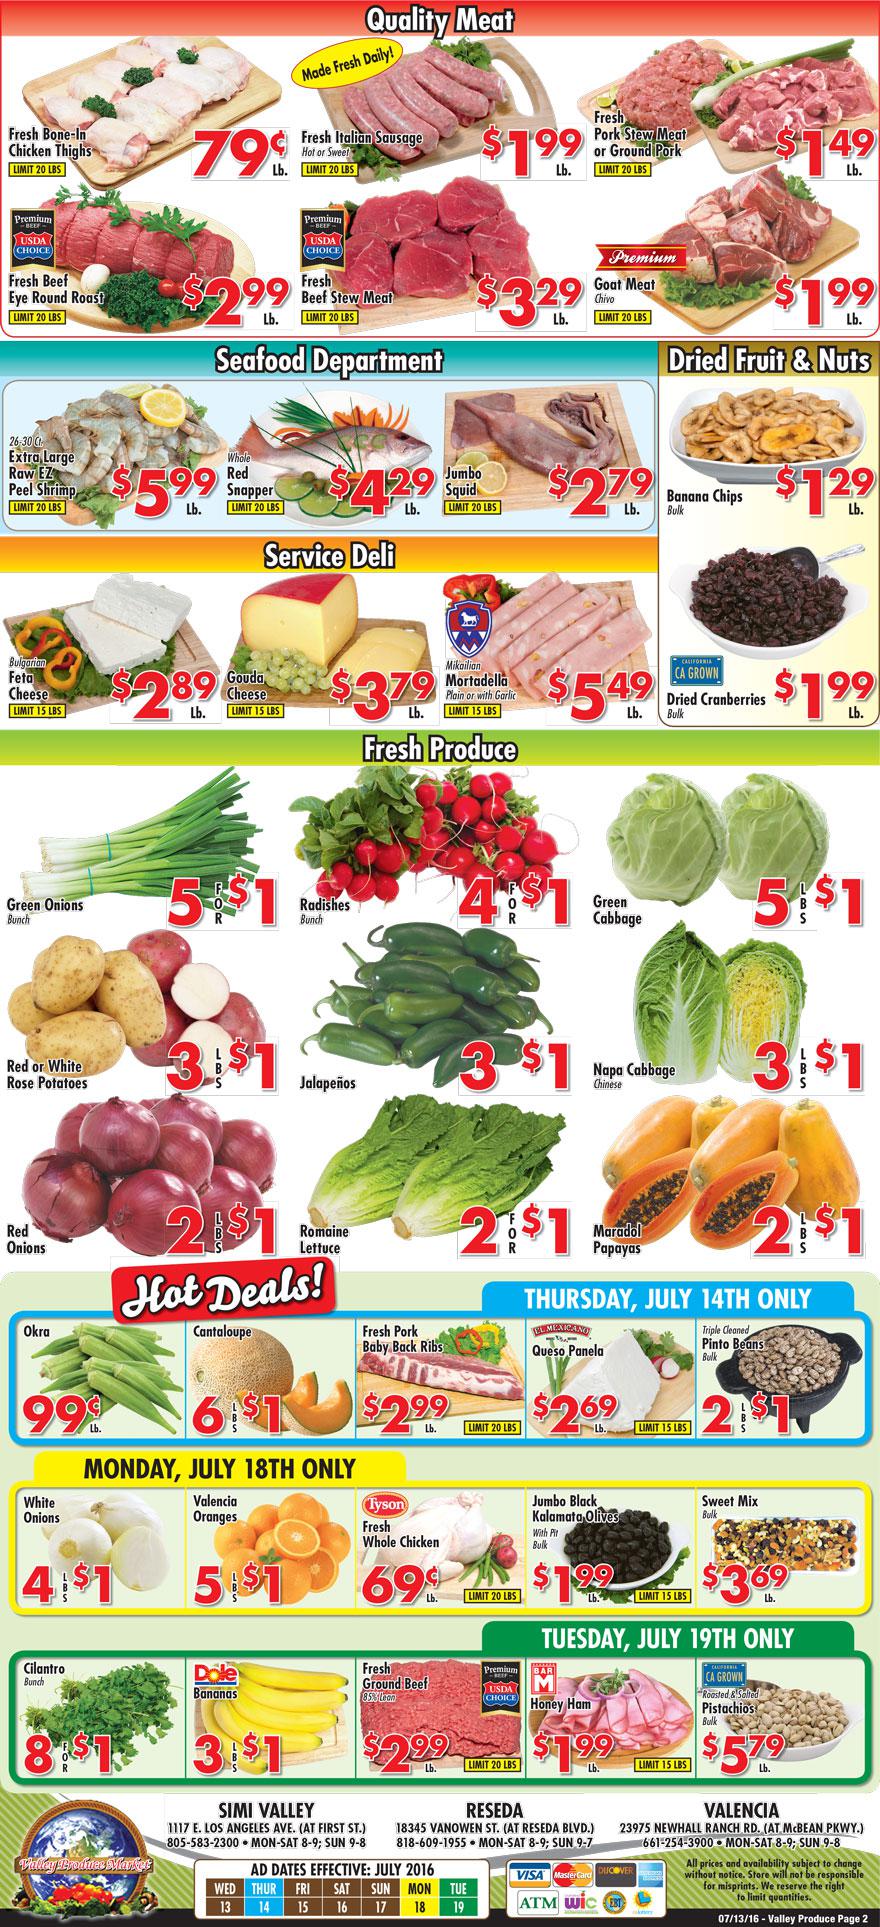 Quality Meat
Fresh Bone-In
Chicken Thighs
LIMIT 20 LBS
79¢
Lb.
Made Fresh Daily!
Fresh Italian Sausage
Hot or Sweet
LIMIT 20 LBS
$1.99
Lb.
Fresh
Pork Stew Meat
or Ground Pork
LIMIT 20 LBS
$1.49
Lb.
Premium
BEEF
USDA
CHOICE
Fresh Beef
Eye Round Roast
LIMIT 20 LBS
$2.99
Lb.
Premium
BEEF
USDA
CHOICE
Fresh
Beef Stew Meat
LIMIT 20 LBS
$3.29
Lb.
Premium
Goat Meat
Chivo
LIMIT 20 LBS
$1.99
Lb.
Seafood Department
26-30 Ct.
Extra Large
Raw EZ
Peel Shrimp
LIMIT 20 LBS
$5.99
Lb.
Whole
Red
Snapper
LIMIT 20 LBS
$4.29
Lb.
Jumbo
Squid
LIMIT 20 LBS
$2.79
Lb.
Dried Fruit & Nuts
Banana Chips
Bulk
$1.29
Lb.
CALIFORNIA
CA GROWN
Dried Cranberries
Bulk
$1.99
Lb.
Service Deli
Bulgarian
Feta
Cheese
LIMIT 15 LBS
$2.89
Lb.
Gouda
Cheese
LIMIT 15 LBS
$3.79
Lb.
Mikailian
Mortadella
Plain or with Garlic
LIMIT 15 LBS
$5.49
Lb.
Fresh Produce
Green Onions
Bunch
5 FOR $1
Radishes
Bunch
4 FOR $1
Green
Cabbage
5 LBS $1
Red or White
Rose Potatoes
3 LBS $1
Jalapeños
3 $1
Napa Cabbage
Chinese
3 LBS $1
Red
Onions
2 LBS $1
Romaine
Lettuce
2 FOR $1
Maradol
Papayas
2 LBS $1
Hot Deals!
THURSDAY, JULY 14TH ONLY
Okra
99¢
Lb.
Cantaloupe
6 LBS $1
Fresh Pork
Baby Back Ribs
$2.99
Lb.
LIMIT 20 LBS
EL MEXICANO
Queso Panela
$2.69
Lb.
LIMIT 15 LBS
Triple Cleaned
Pinto Beans
Bulk
2 LBS $1
MONDAY, JULY 18TH ONLY
White
Onions
4 LBS $1
Valencia
Oranges
5 LBS $1
Tyson
Fresh
Whole Chicken
69¢
Lb.
LIMIT 20 LBS
Jumbo Black
Kalamata Olives
With Pit
Bulk
$1.99
Lb.
LIMIT 15 LBS
Sweet Mix
Bulk
$3.69
Lb.
TUESDAY, JULY 19TH ONLY
Cilantro
Bunch
8 FOR $1
Dole
Bananas
3 LBS $1
Fresh
Ground Beef
85% Lean
Premium
BEEF
USDA
CHOICE
$2.99
Lb.
LIMIT 20 LBS
BAR
M
Honey Ham
$1.99
Lb.
LIMIT 15 LBS
CALIFORNIA
CA GROWN
Roasted & Salted
Pistachios
Bulk
$5.79
Lb.
Valley Produce Market
SIMI VALLEY
1117 E. LOS ANGELES AVE. (AT FIRST ST.)
805-583-2300 • MON-SAT 8-9; SUN 9-8
RESEDA
18345 VANOWEN ST. (AT RESEDA BLVD.)
818-609-1955 • MON-SAT 8-9; SUN 9-7
VALENCIA
23975 NEWHALL RANCH RD. (AT McBEAN PKWY.)
661-254-3900 • MON-SAT 8-9; SUN 9-8
AD DATES EFFECTIVE: JULY 2016
WED THUR FRI SAT SUN MON TUE
13 14 15 16 17 18 19
VISA
MasterCard
DISCOVER
ATM
WIC
EBT
All prices and availability subject to change
without notice. Store will not be responsible
for misprints. We reserve the right
to limit quantities.
07/13/16 - Valley Produce Page 2